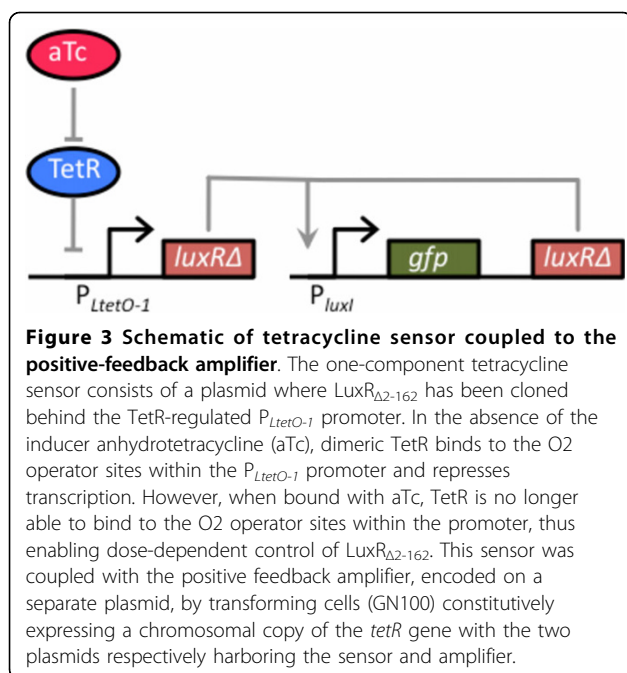 aTc
TetR
luxRΔ
gfp
luxRΔ
P_LtetO-1
P_luxI
Figure 3 Schematic of tetracycline sensor coupled to the
positive-feedback amplifier. The one-component tetracycline
sensor consists of a plasmid where LuxR_Δ2-162 has been cloned
behind the TetR-regulated P_LtetO-1 promoter. In the absence of the
inducer anhydrotetracycline (aTc), dimeric TetR binds to the O2
operator sites within the P_LtetO-1 promoter and represses
transcription. However, when bound with aTc, TetR is no longer
able to bind to the O2 operator sites within the promoter, thus
enabling dose-dependent control of LuxR_Δ2-162. This sensor was
coupled with the positive feedback amplifier, encoded on a
separate plasmid, by transforming cells (GN100) constitutively
expressing a chromosomal copy of the tetR gene with the two
plasmids respectively harboring the sensor and amplifier.